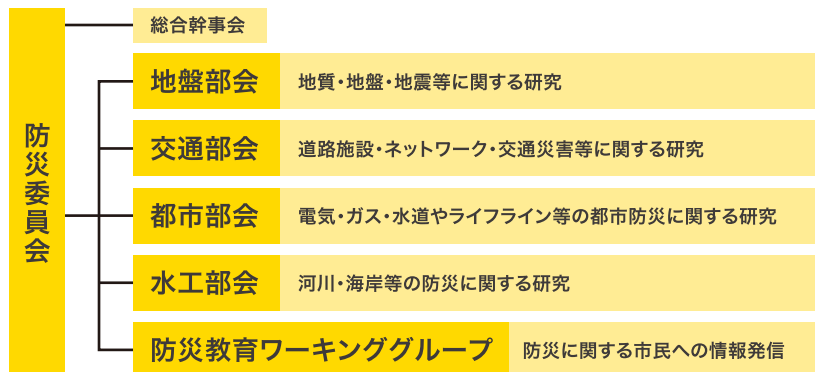 防災委員会
総合幹事会
地盤部会
地質・地盤・地震等に関する研究
交通部会
道路施設・ネットワーク・交通災害等に関する研究
都市部会
電気・ガス・水道やライフライン等の都市防災に関する研究
水工部会
河川・海岸等の防災に関する研究
防災教育ワーキンググループ
防災に関する市民への情報発信